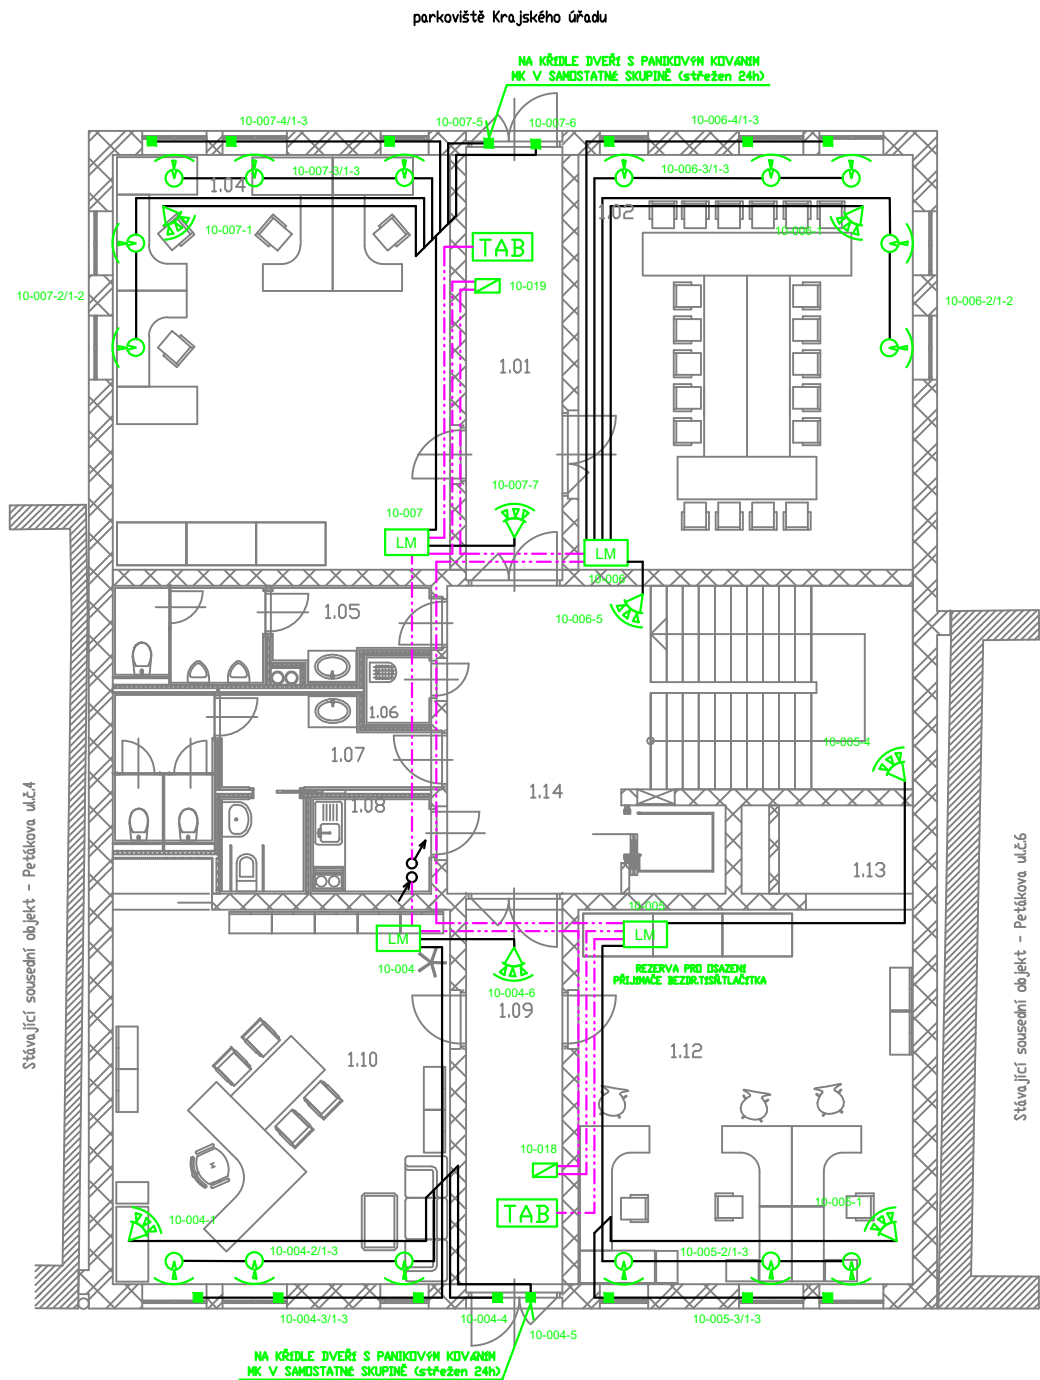 parkoviště Krajského úřadu
NA KŘÍDLE DVEŘÍ S PANIKOVÝM KOVÁNÍM
MK V SAMOSTATNÉ SKUPINĚ (střežen 24h)
10-007-4/1-3
10-007-5
10-007-6
10-006-4/1-3
10-007-3/1-3
10-006-3/1-3
1.04
1.02
10-007-1
10-006-1
TAB
10-019
10-007-2/1-2
10-006-2/1-2
1.01
10-007-7
10-007
LM
LM
10-006
1.05
10-006-5
1.06
1.07
10-005-4
1.14
1.08
Stávající sousední objekt - Petákova ul.č.4
Stávající sousední objekt - Petákova ul.č.6
1.13
10-005
LM
LM
10-004
REZERVA PRO OSAZENÍ
PŘIJÍMAČE BEZDR.TÍSŇ.TLAČÍTKA
10-004-6
1.09
1.10
1.12
10-018
TAB
10-004-1
10-005-1
10-004-2/1-3
10-005-2/1-3
10-004-3/1-3
10-004-4
10-005-3/1-3
10-004-5
NA KŘÍDLE DVEŘÍ S PANIKOVÝM KOVÁNÍM
MK V SAMOSTATNÉ SKUPINĚ (střežen 24h)